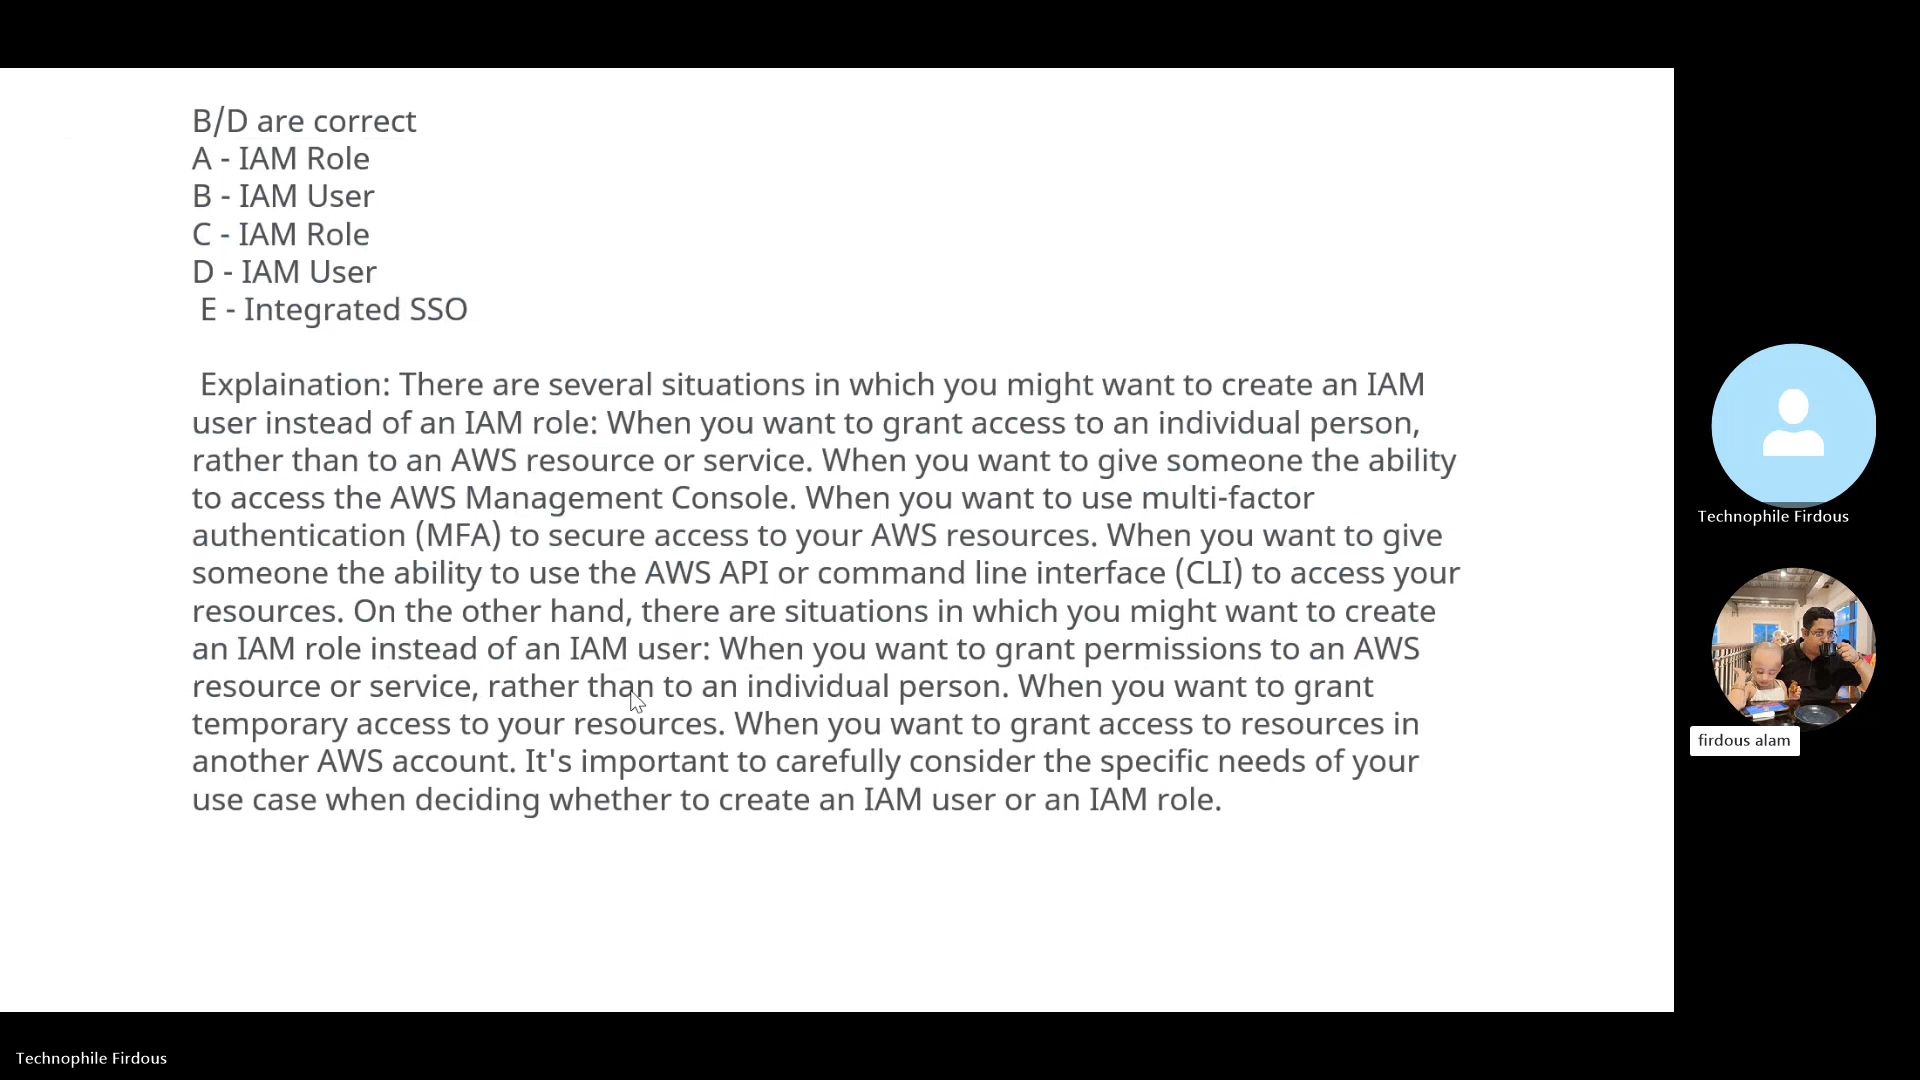 B/D are correct
A - IAM Role
B - IAM User
C - IAM Role
D - IAM User
E - Integrated SSO
Explaination: There are several situations in which you might want to create an IAM
user instead of an IAM role: When you want to grant access to an individual person,
rather than to an AWS resource or service. When you want to give someone the ability
to access the AWS Management Console. When you want to use multi-factor
authentication (MFA) to secure access to your AWS resources. When you want to give
someone the ability to use the AWS API or command line interface (CLI) to access your
resources. On the other hand, there are situations in which you might want to create
an IAM role instead of an IAM user: When you want to grant permissions to an AWS
resource or service, rather than to an individual person. When you want to grant
temporary access to your resources. When you want to grant access to resources in
another AWS account. It's important to carefully consider the specific needs of your
use case when deciding whether to create an IAM user or an IAM role.
Technophile Firdous
firdous alam
Technophile Firdous